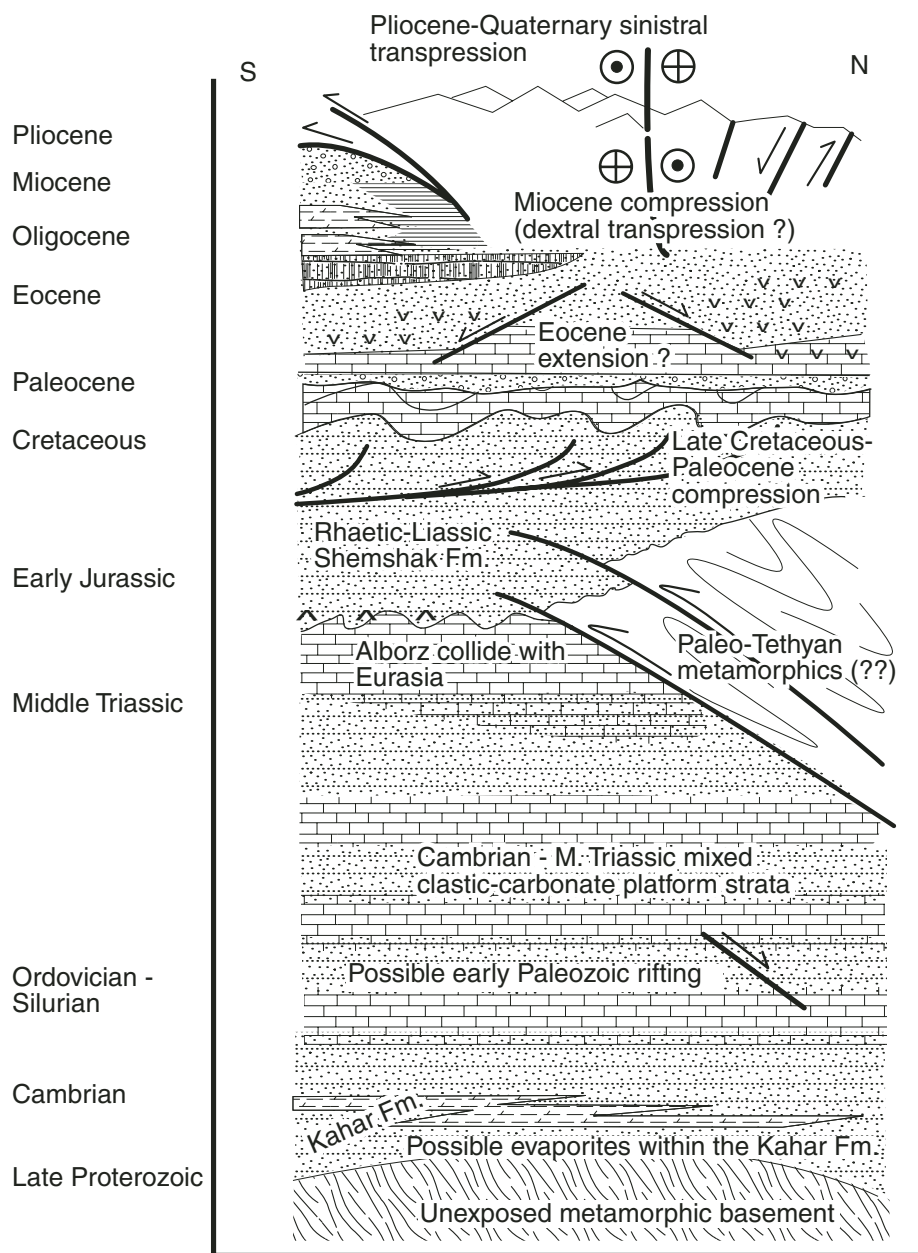 Pliocene-Quaternary sinistral
transpression
S
N
Pliocene
Miocene
Miocene compression
(dextral transpression ?)
Oligocene
Eocene
Eocene
extension ?
Paleocene
Cretaceous
Late Cretaceous-
Paleocene
compression
Rhaetic-Liassic
Shemshak Fm.
Early Jurassic
Alborz collide with
Eurasia
Paleo-Tethyan
metamorphics (??)
Middle Triassic
Cambrian - M. Triassic mixed
clastic-carbonate platform strata
Possible early Paleozoic rifting
Ordovician -
Silurian
Cambrian
Kahar Fm.
Possible evaporites within the Kahar Fm.
Late Proterozoic
Unexposed metamorphic basement